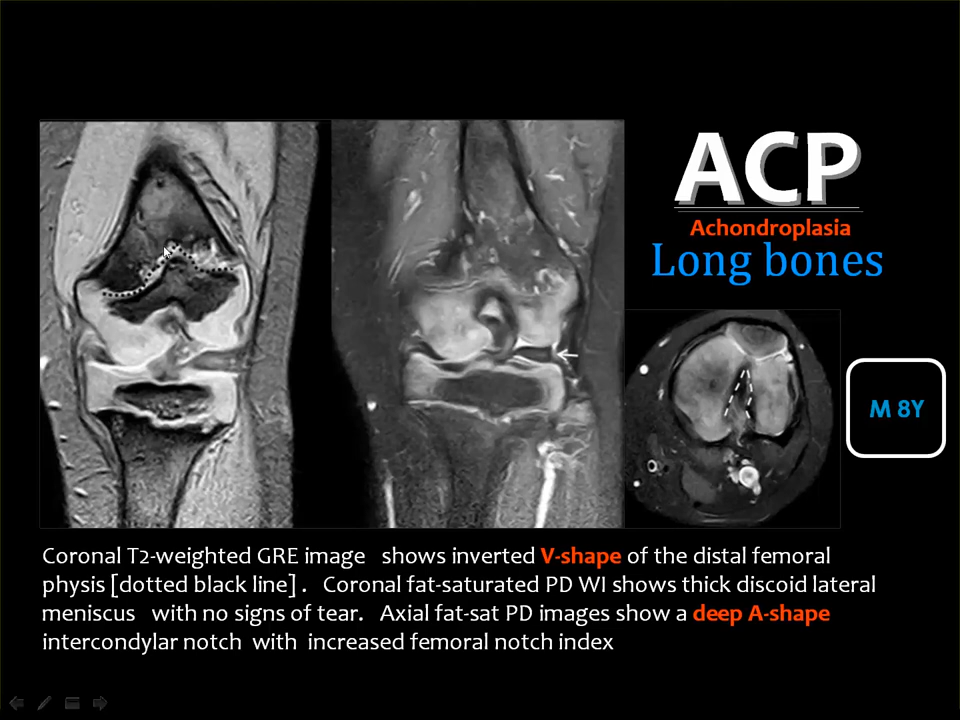 ACP
Achondroplasia
Long bones
M 8Y
Coronal T2-weighted GRE image shows inverted V-shape of the distal femoral
physis [dotted black line] . Coronal fat-saturated PD WI shows thick discoid lateral
meniscus with no signs of tear. Axial fat-sat PD images show a deep A-shape
intercondylar notch with increased femoral notch index